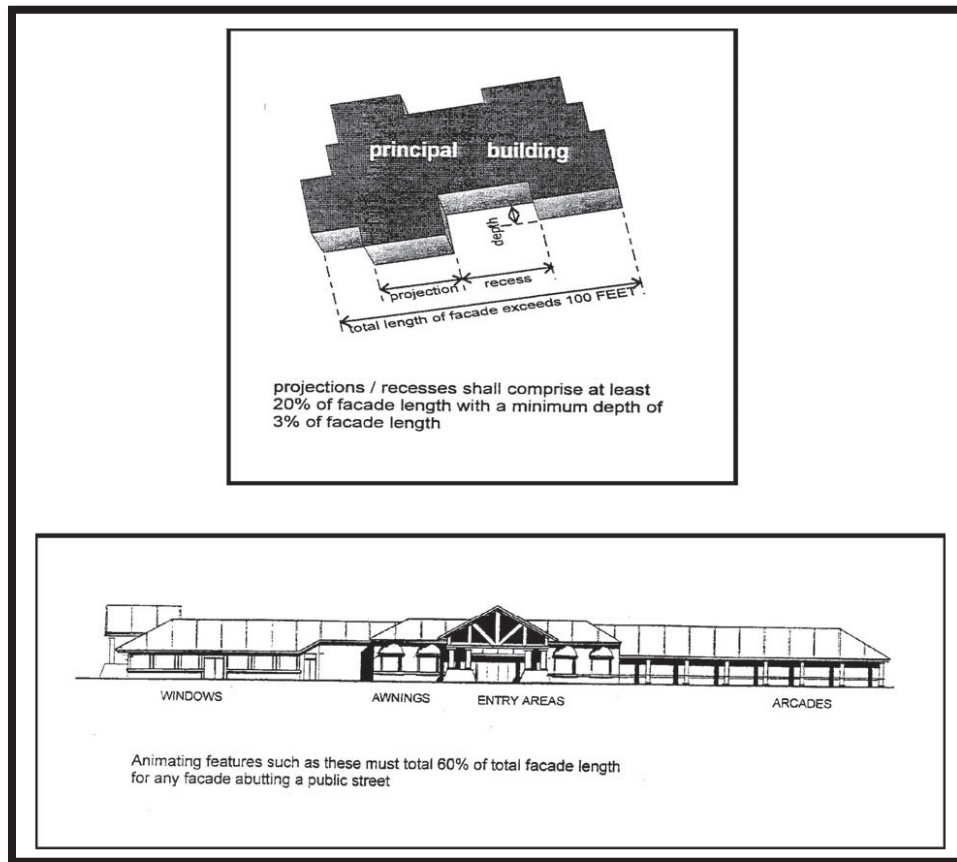 principal building
depth
projection
recess
total length of facade exceeds 100 FEET
projections / recesses shall comprise at least
20% of facade length with a minimum depth of
3% of facade length
WINDOWS
AWNINGS
ENTRY AREAS
ARCADES
Animating features such as these must total 60% of total facade length
for any facade abutting a public street